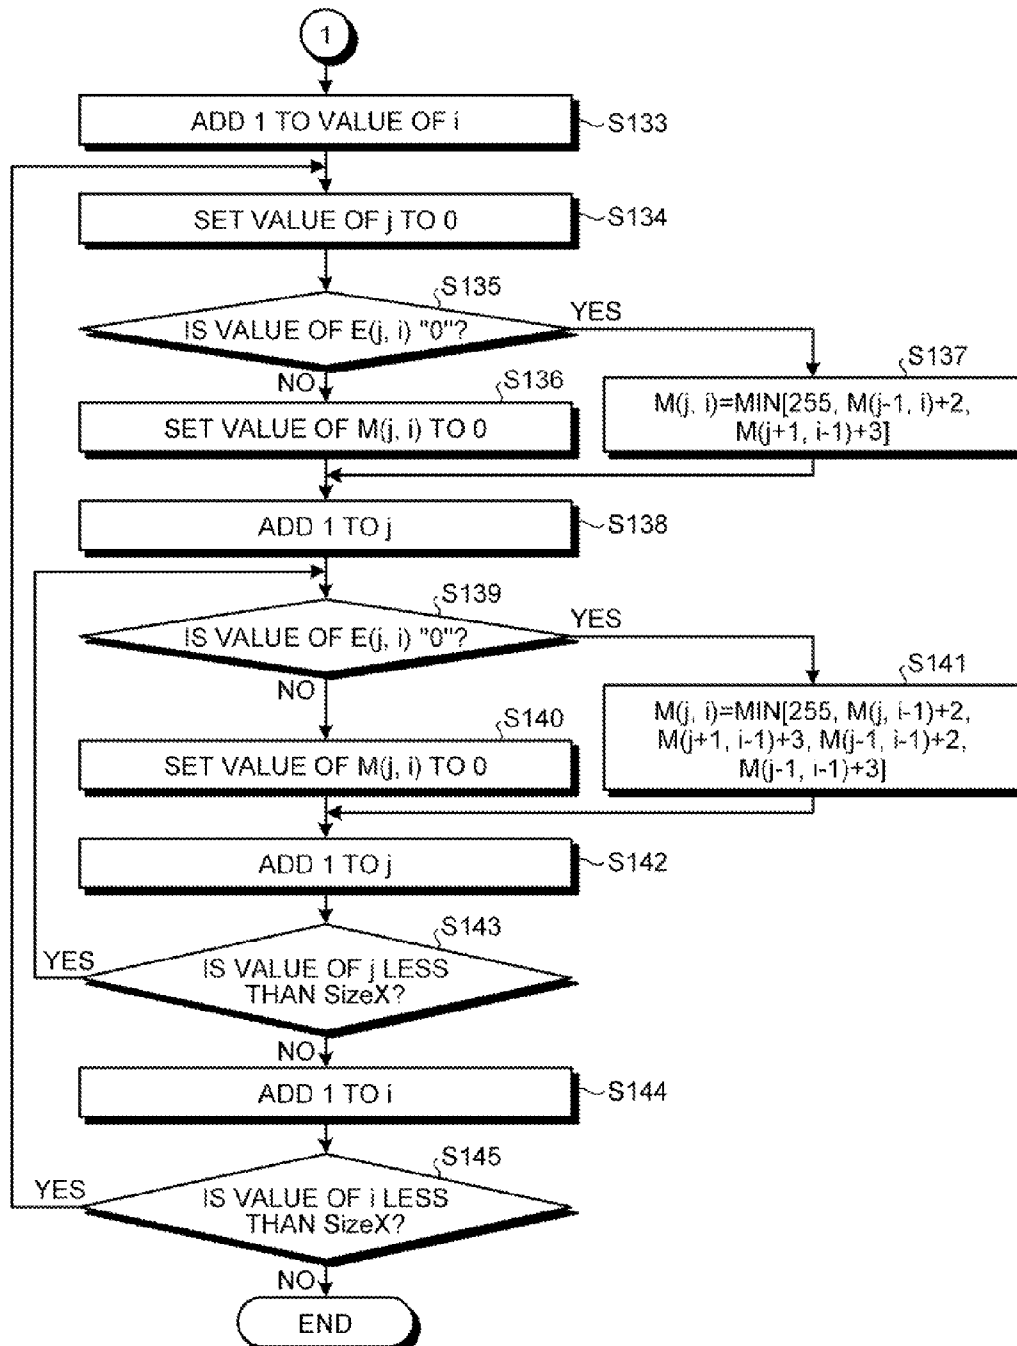 1
ADD 1 TO VALUE OF i
S133
SET VALUE OF j TO 0
S134
S135
IS VALUE OF E(j, i) "0"?
YES
NO
S136
SET VALUE OF M(j, i) TO 0
S137
M(j, i)=MIN[255, M(j-1, i)+2,
M(j+1, i-1)+3]
ADD 1 TO j
S138
S139
IS VALUE OF E(j, i) "0"?
YES
NO
S140
SET VALUE OF M(j, i) TO 0
S141
M(j, i)=MIN[255, M(j, i-1)+2,
M(j+1, i-1)+3, M(j-1, i-1)+2,
M(j-1, i-1)+3]
ADD 1 TO j
S142
S143
YES
IS VALUE OF j LESS
THAN SizeX?
NO
ADD 1 TO i
S144
S145
YES
IS VALUE OF i LESS
THAN SizeX?
NO
END